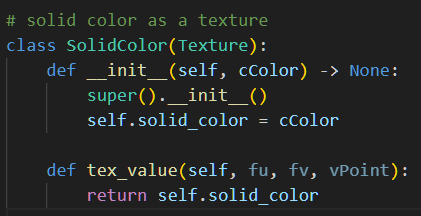 # solid color as a texture
class SolidColor(Texture):
    def __init__(self, cColor) -> None:
        super().__init__()
        self.solid_color = cColor

    def tex_value(self, fu, fv, vPoint):
        return self.solid_color